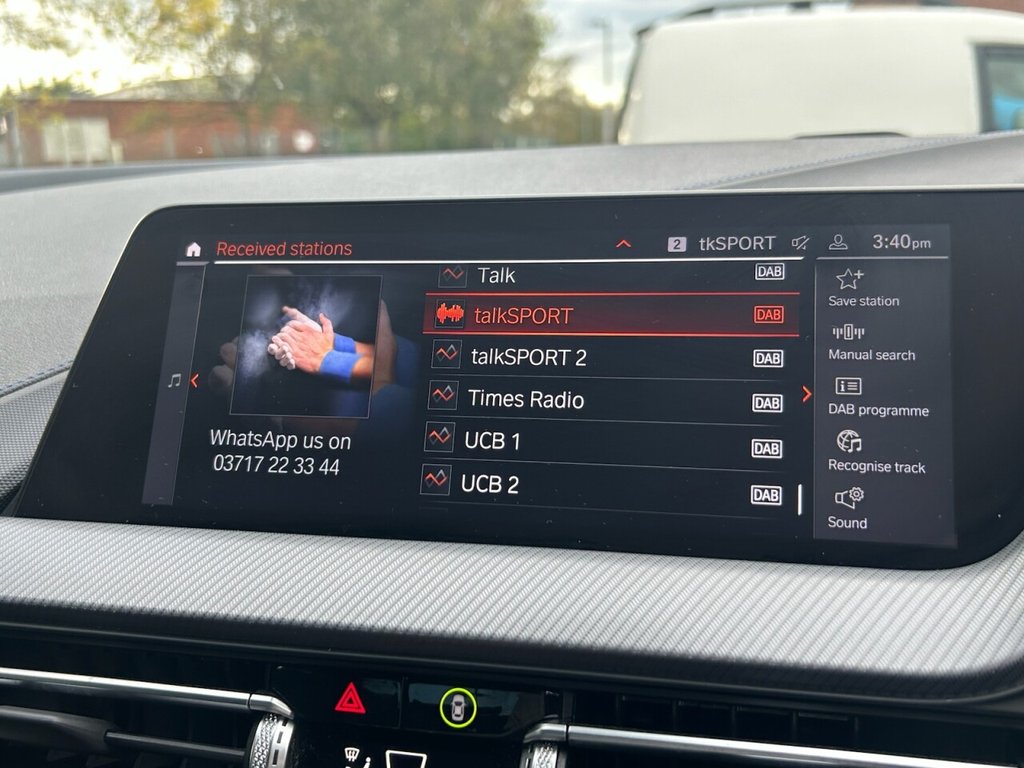 Received stations
2 tkSPORT 3:40pm
Talk DAB
talkSPORT DAB
talkSPORT 2 DAB
Times Radio DAB
UCB 1 DAB
UCB 2 DAB
WhatsApp us on
03717 22 33 44
Save station
Manual search
DAB programme
Recognise track
Sound